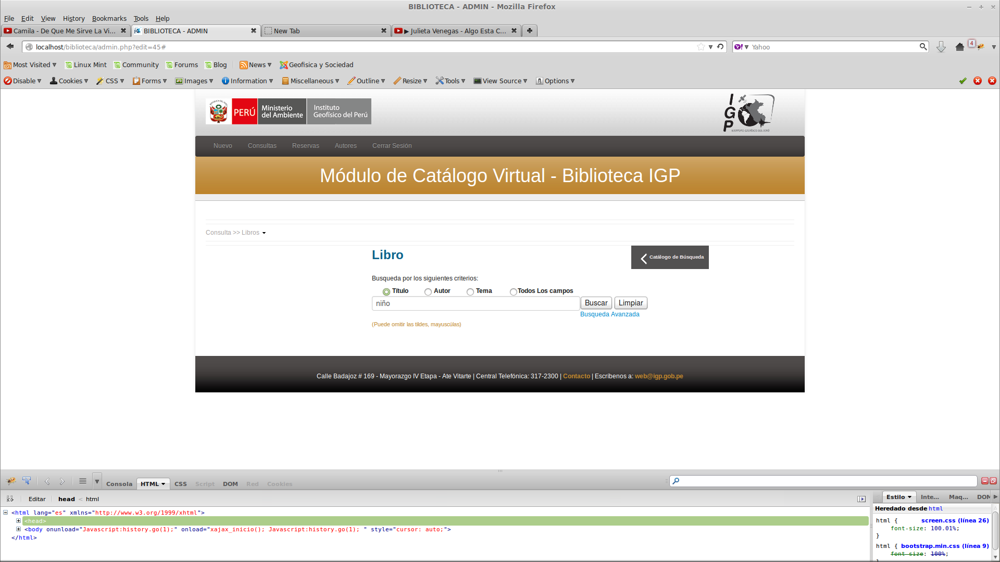 BIBLIOTECA - ADMIN - Mozilla Firefox
File Edit View History Bookmarks Tools Help
Camila - De Que Me Sirve La Vi... BIBLIOTECA - ADMIN New Tab ▶ Julieta Venegas - Algo Esta C...
localhost/biblioteca/admin.php?edit=45# Yahoo 4
Most Visited Linux Mint Community Forums Blog News Geofisica y Sociedad
Disable Cookies CSS Forms Images Information Miscellaneous Outline Resize Tools View Source Options
PERÚ Ministerio del Ambiente Instituto Geofísico del Perú
IGP
INSTITUTO GEOFÍSICO DEL PERÚ
Nuevo Consultas Reservas Autores Cerrar Sesión
Módulo de Catálogo Virtual - Biblioteca IGP
Consulta >> Libros
Libro
Catálogo de Búsqueda
Busqueda por los siguientes criterios:
Título Autor Tema Todos Los campos
niño Buscar Limpiar
Busqueda Avanzada
(Puede omitir las tildes, mayuscúlas)
Calle Badajoz # 169 - Mayorazgo IV Etapa - Ate Vitarte | Central Telefónica: 317-2300 | Contacto | Escríbenos a: web@igp.gob.pe
Consola HTML CSS Script DOM Red Cookies
Editar head < html
Estilo Inte... Maq... DOM
<html lang="es" xmlns="http://www.w3.org/1999/xhtml">
<head>
<body onunload="Javascript:history.go(1);" onload="xajax_inicio(); Javascript:history.go(1); " style="cursor: auto;">
</html>
Heredado desde html
html { screen.css (línea 26)
font-size: 100.01%;
}
html { bootstrap.min.css (línea 9)
font-size: 100%;